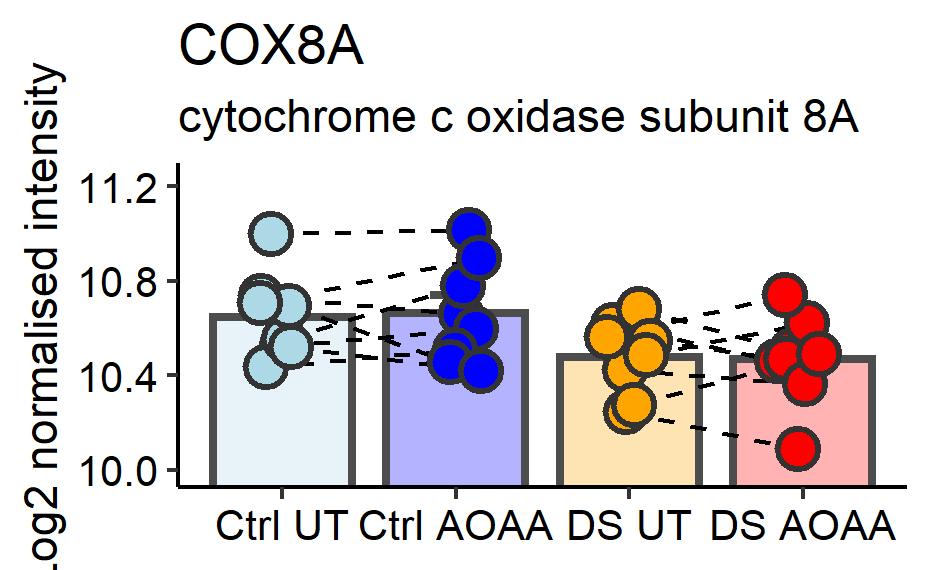 COX8A
cytochrome c oxidase subunit 8A
Log2 normalised intensity
11.2
10.8
10.4
10.0
Ctrl UT
Ctrl AOAA
DS UT
DS AOAA